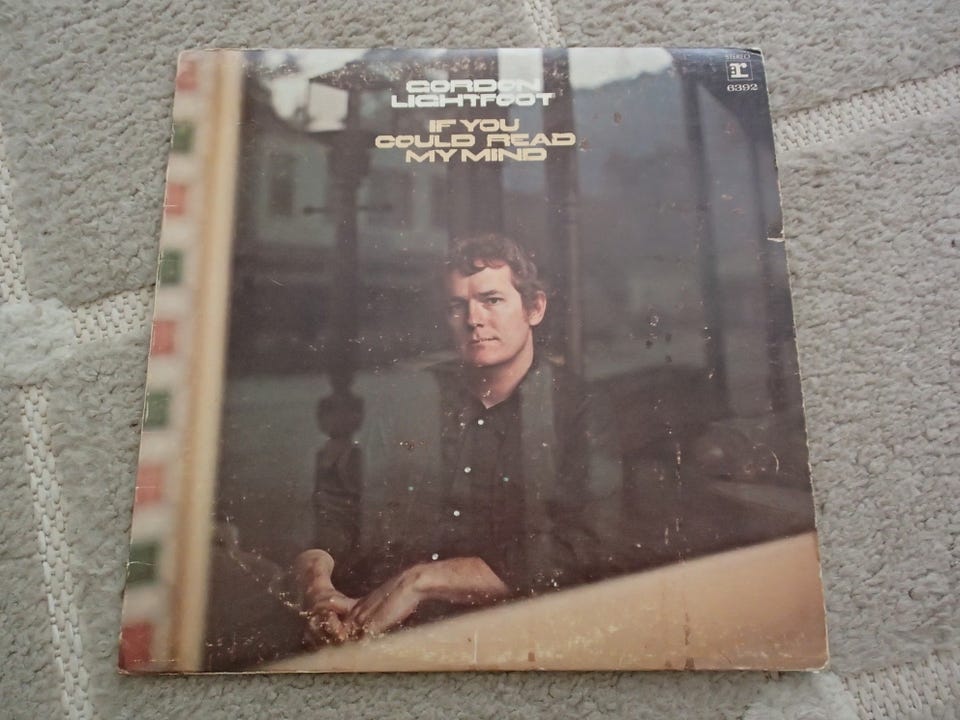 GORDON
LIGHTFOOT
IF YOU
COULD READ
MY MIND
STEREO
r
6392